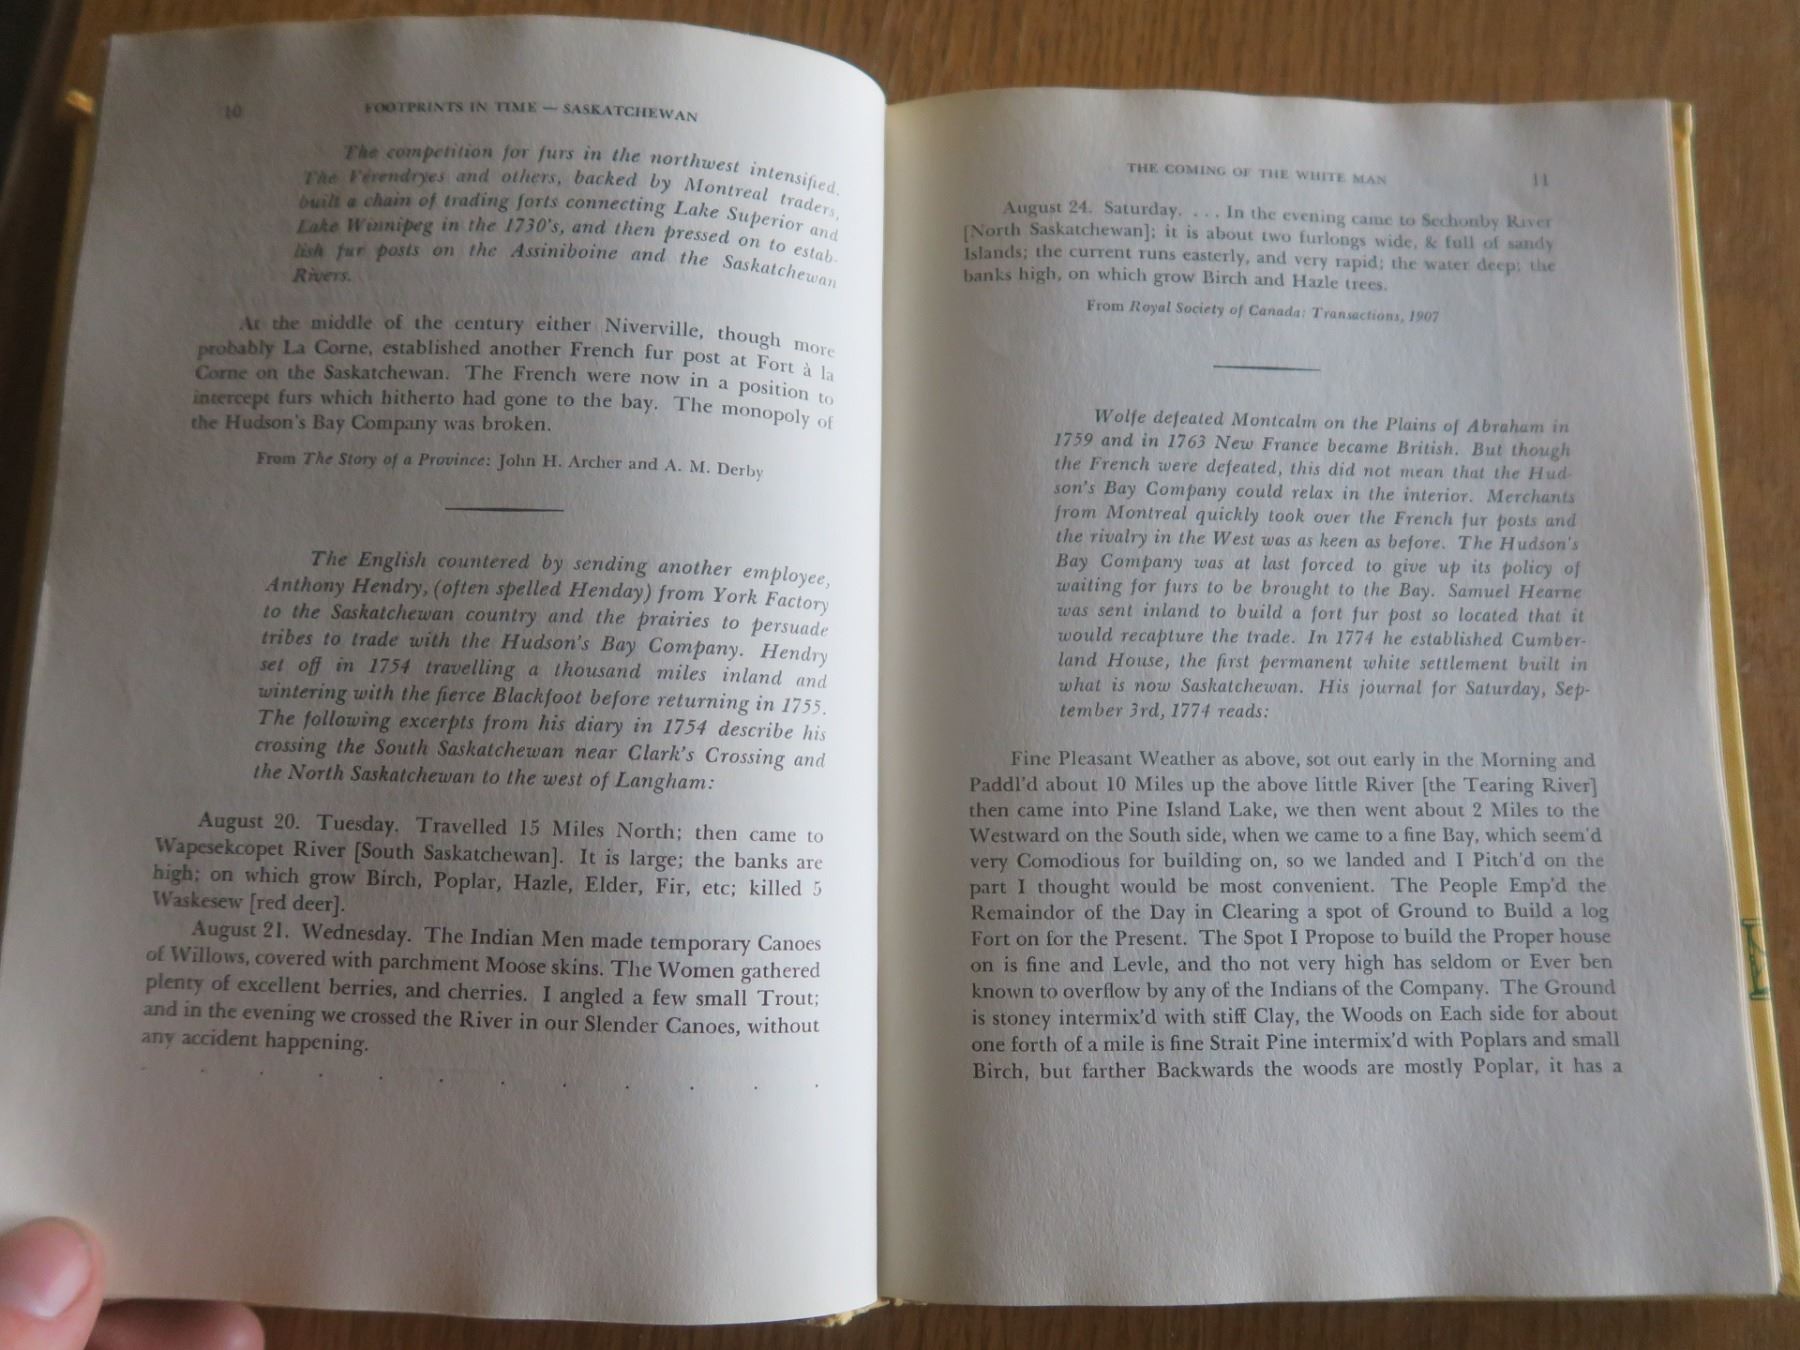 10
FOOTPRINTS IN TIME — SASKATCHEWAN
The competition for furs in the northwest intensified.
The Verendryes and others, backed by Montreal traders,
built a chain of trading forts connecting Lake Superior and
Lake Winnipeg in the 1730's, and then pressed on to estab-
lish fur posts on the Assiniboine and the Saskatchewan
Rivers.
At the middle of the century either Niverville, though more
probably La Corne, established another French fur post at Fort à la
Corne on the Saskatchewan. The French were now in a position to
intercept furs which hitherto had gone to the bay. The monopoly of
the Hudson's Bay Company was broken.
From The Story of a Province: John H. Archer and A. M. Derby
The English countered by sending another employee,
Anthony Hendry, (often spelled Henday) from York Factory
to the Saskatchewan country and the prairies to persuade
tribes to trade with the Hudson's Bay Company. Hendry
set off in 1754 travelling a thousand miles inland and
wintering with the fierce Blackfoot before returning in 1755.
The following excerpts from his diary in 1754 describe his
crossing the South Saskatchewan near Clark's Crossing and
the North Saskatchewan to the west of Langham:
August 20. Tuesday. Travelled 15 Miles North; then came to
Wapesekcopet River [South Saskatchewan]. It is large; the banks are
high; on which grow Birch, Poplar, Hazle, Elder, Fir, etc; killed 5
Waskesew [red deer].
August 21. Wednesday. The Indian Men made temporary Canoes
of Willows, covered with parchment Moose skins. The Women gathered
plenty of excellent berries, and cherries. I angled a few small Trout;
and in the evening we crossed the River in our Slender Canoes, without
any accident happening.
. . . . . . . . . . . .
THE COMING OF THE WHITE MAN
11
August 24. Saturday. . . . In the evening came to Sechonby River
[North Saskatchewan]; it is about two furlongs wide, & full of sandy
Islands; the current runs easterly, and very rapid; the water deep; the
banks high, on which grow Birch and Hazle trees.
From Royal Society of Canada: Transactions, 1907
Wolfe defeated Montcalm on the Plains of Abraham in
1759 and in 1763 New France became British. But though
the French were defeated, this did not mean that the Hud-
son's Bay Company could relax in the interior. Merchants
from Montreal quickly took over the French fur posts and
the rivalry in the West was as keen as before. The Hudson's
Bay Company was at last forced to give up its policy of
waiting for furs to be brought to the Bay. Samuel Hearne
was sent inland to build a fort fur post so located that it
would recapture the trade. In 1774 he established Cumber-
land House, the first permanent white settlement built in
what is now Saskatchewan. His journal for Saturday, Sep-
tember 3rd, 1774 reads:
Fine Pleasant Weather as above, sot out early in the Morning and
Paddl'd about 10 Miles up the above little River [the Tearing River]
then came into Pine Island Lake, we then went about 2 Miles to the
Westward on the South side, when we came to a fine Bay, which seem'd
very Comodious for building on, so we landed and I Pitch'd on the
part I thought would be most convenient. The People Emp'd the
Remaindor of the Day in Clearing a spot of Ground to Build a log
Fort on for the Present. The Spot I Propose to build the Proper house
on is fine and Levle, and tho not very high has seldom or Ever ben
known to overflow by any of the Indians of the Company. The Ground
is stoney intermix'd with stiff Clay, the Woods on Each side for about
one forth of a mile is fine Strait Pine intermix'd with Poplars and small
Birch, but farther Backwards the woods are mostly Poplar, it has a